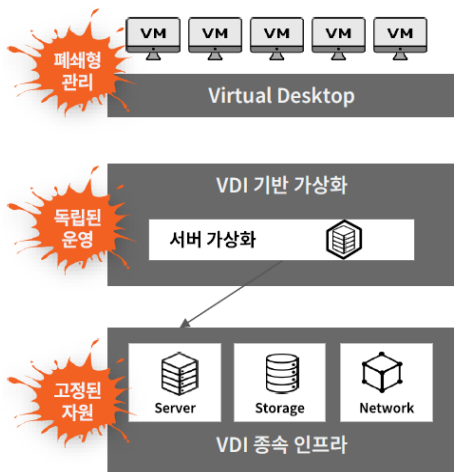 VM VM VM VM VM
폐쇄형
관리
Virtual Desktop
VDI 기반 가상화
독립된
운영
서버 가상화
고정된
자원
Server Storage Network
VDI 종속 인프라